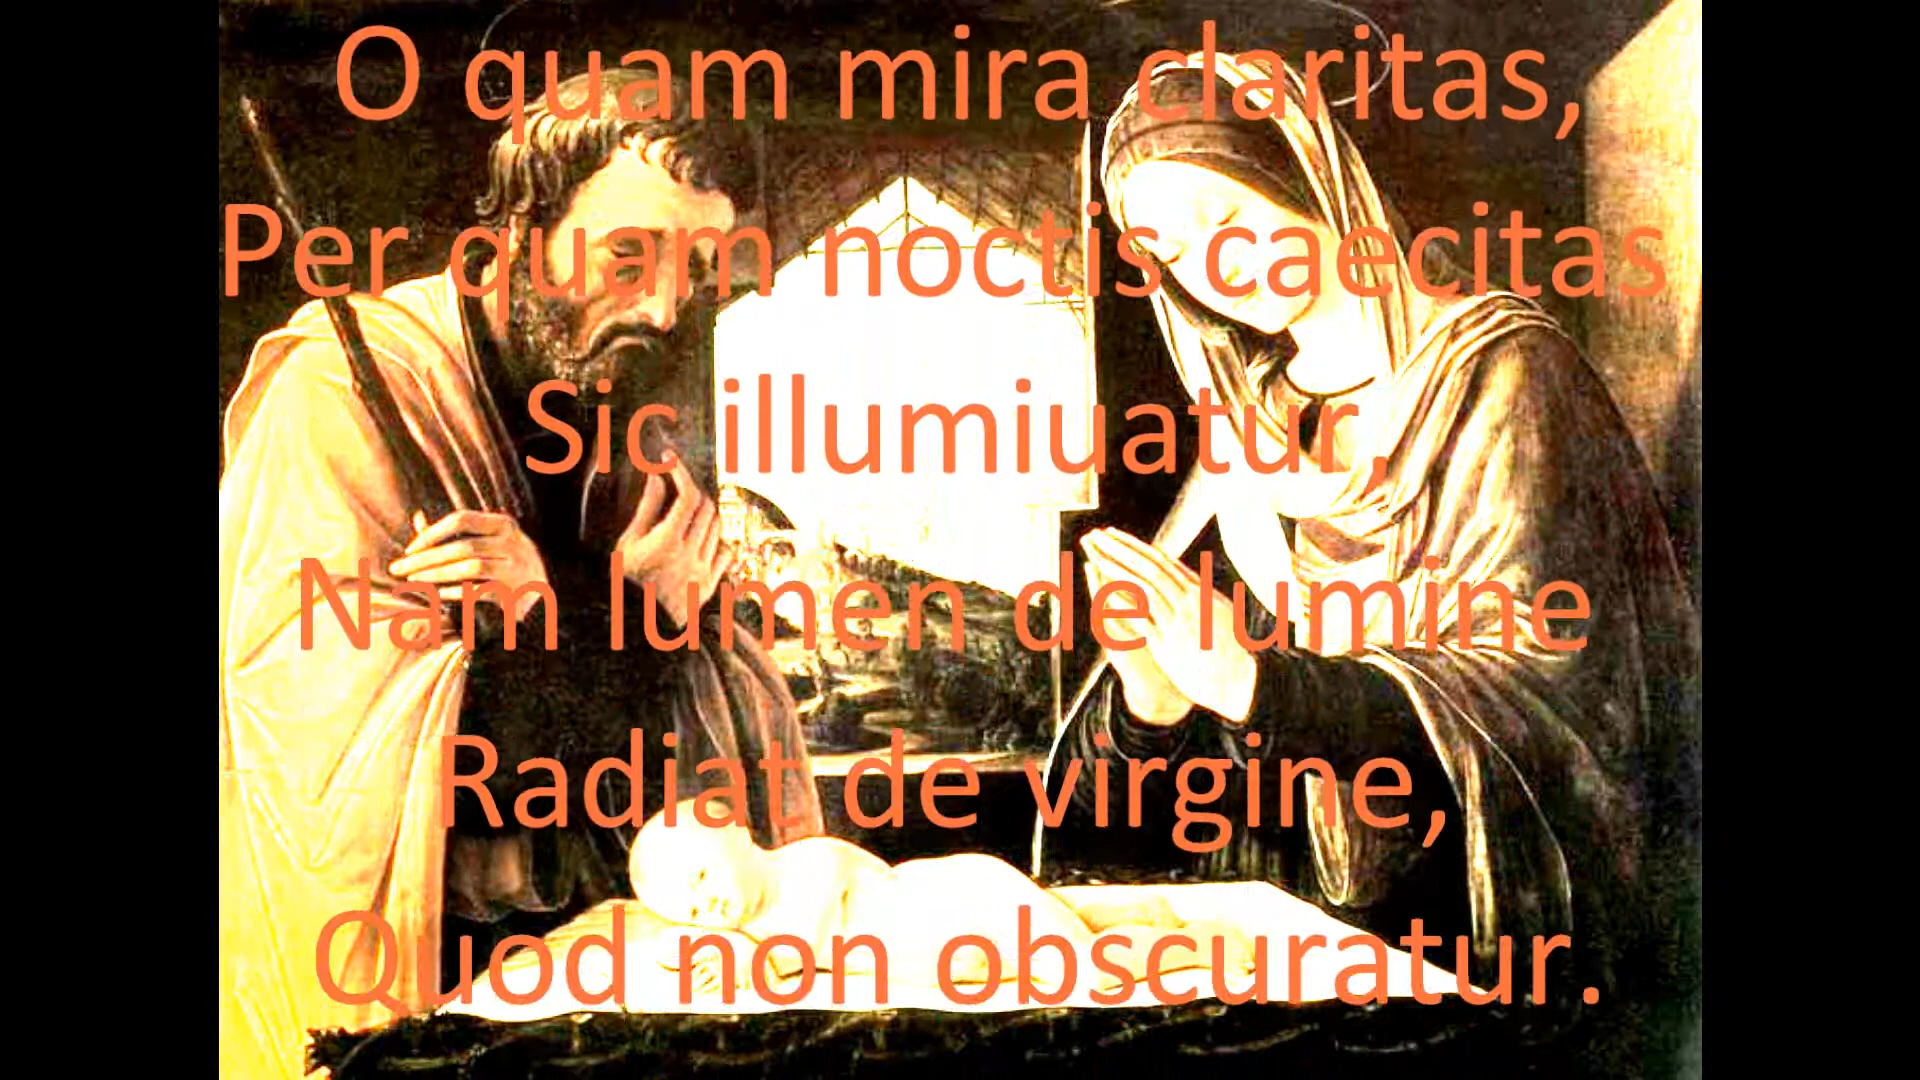 O quam mira claritas,
Per quam noctis caecitas
Sic illumiuatur,
Nam lumen de lumine
Radiat de virgine,
Quod non obscuratur.